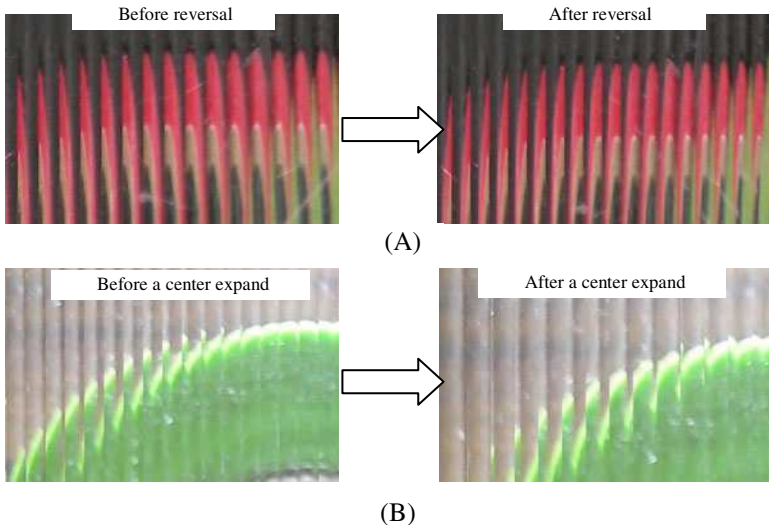 Before reversal
After reversal
(A)
Before a center expand
After a center expand
(B)